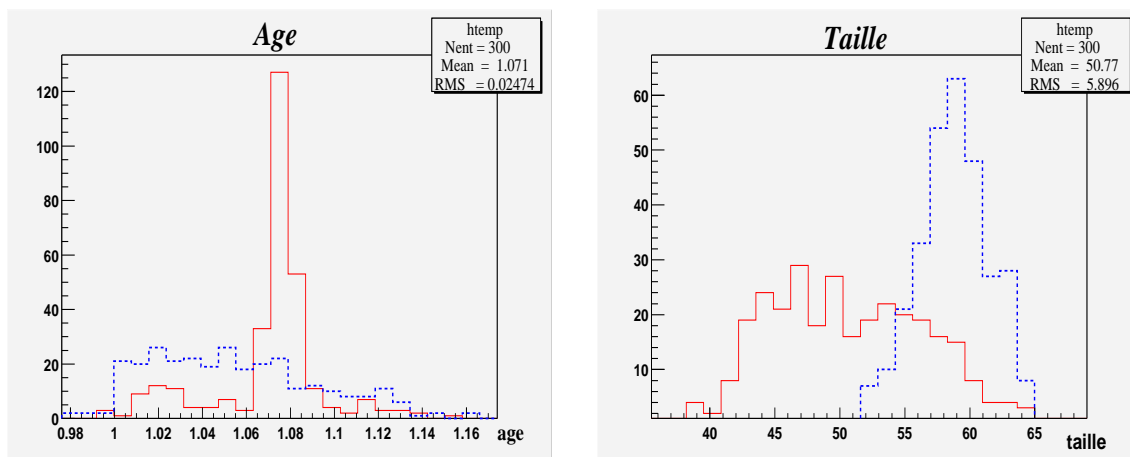 Age
htemp
Nent = 300
Mean = 1.071
RMS = 0.02474
120
100
80
60
40
20
0
0.98 1 1.02 1.04 1.06 1.08 1.1 1.12 1.14 1.16
age
Taille
htemp
Nent = 300
Mean = 50.77
RMS = 5.896
60
50
40
30
20
10
40 45 50 55 60 65
taille